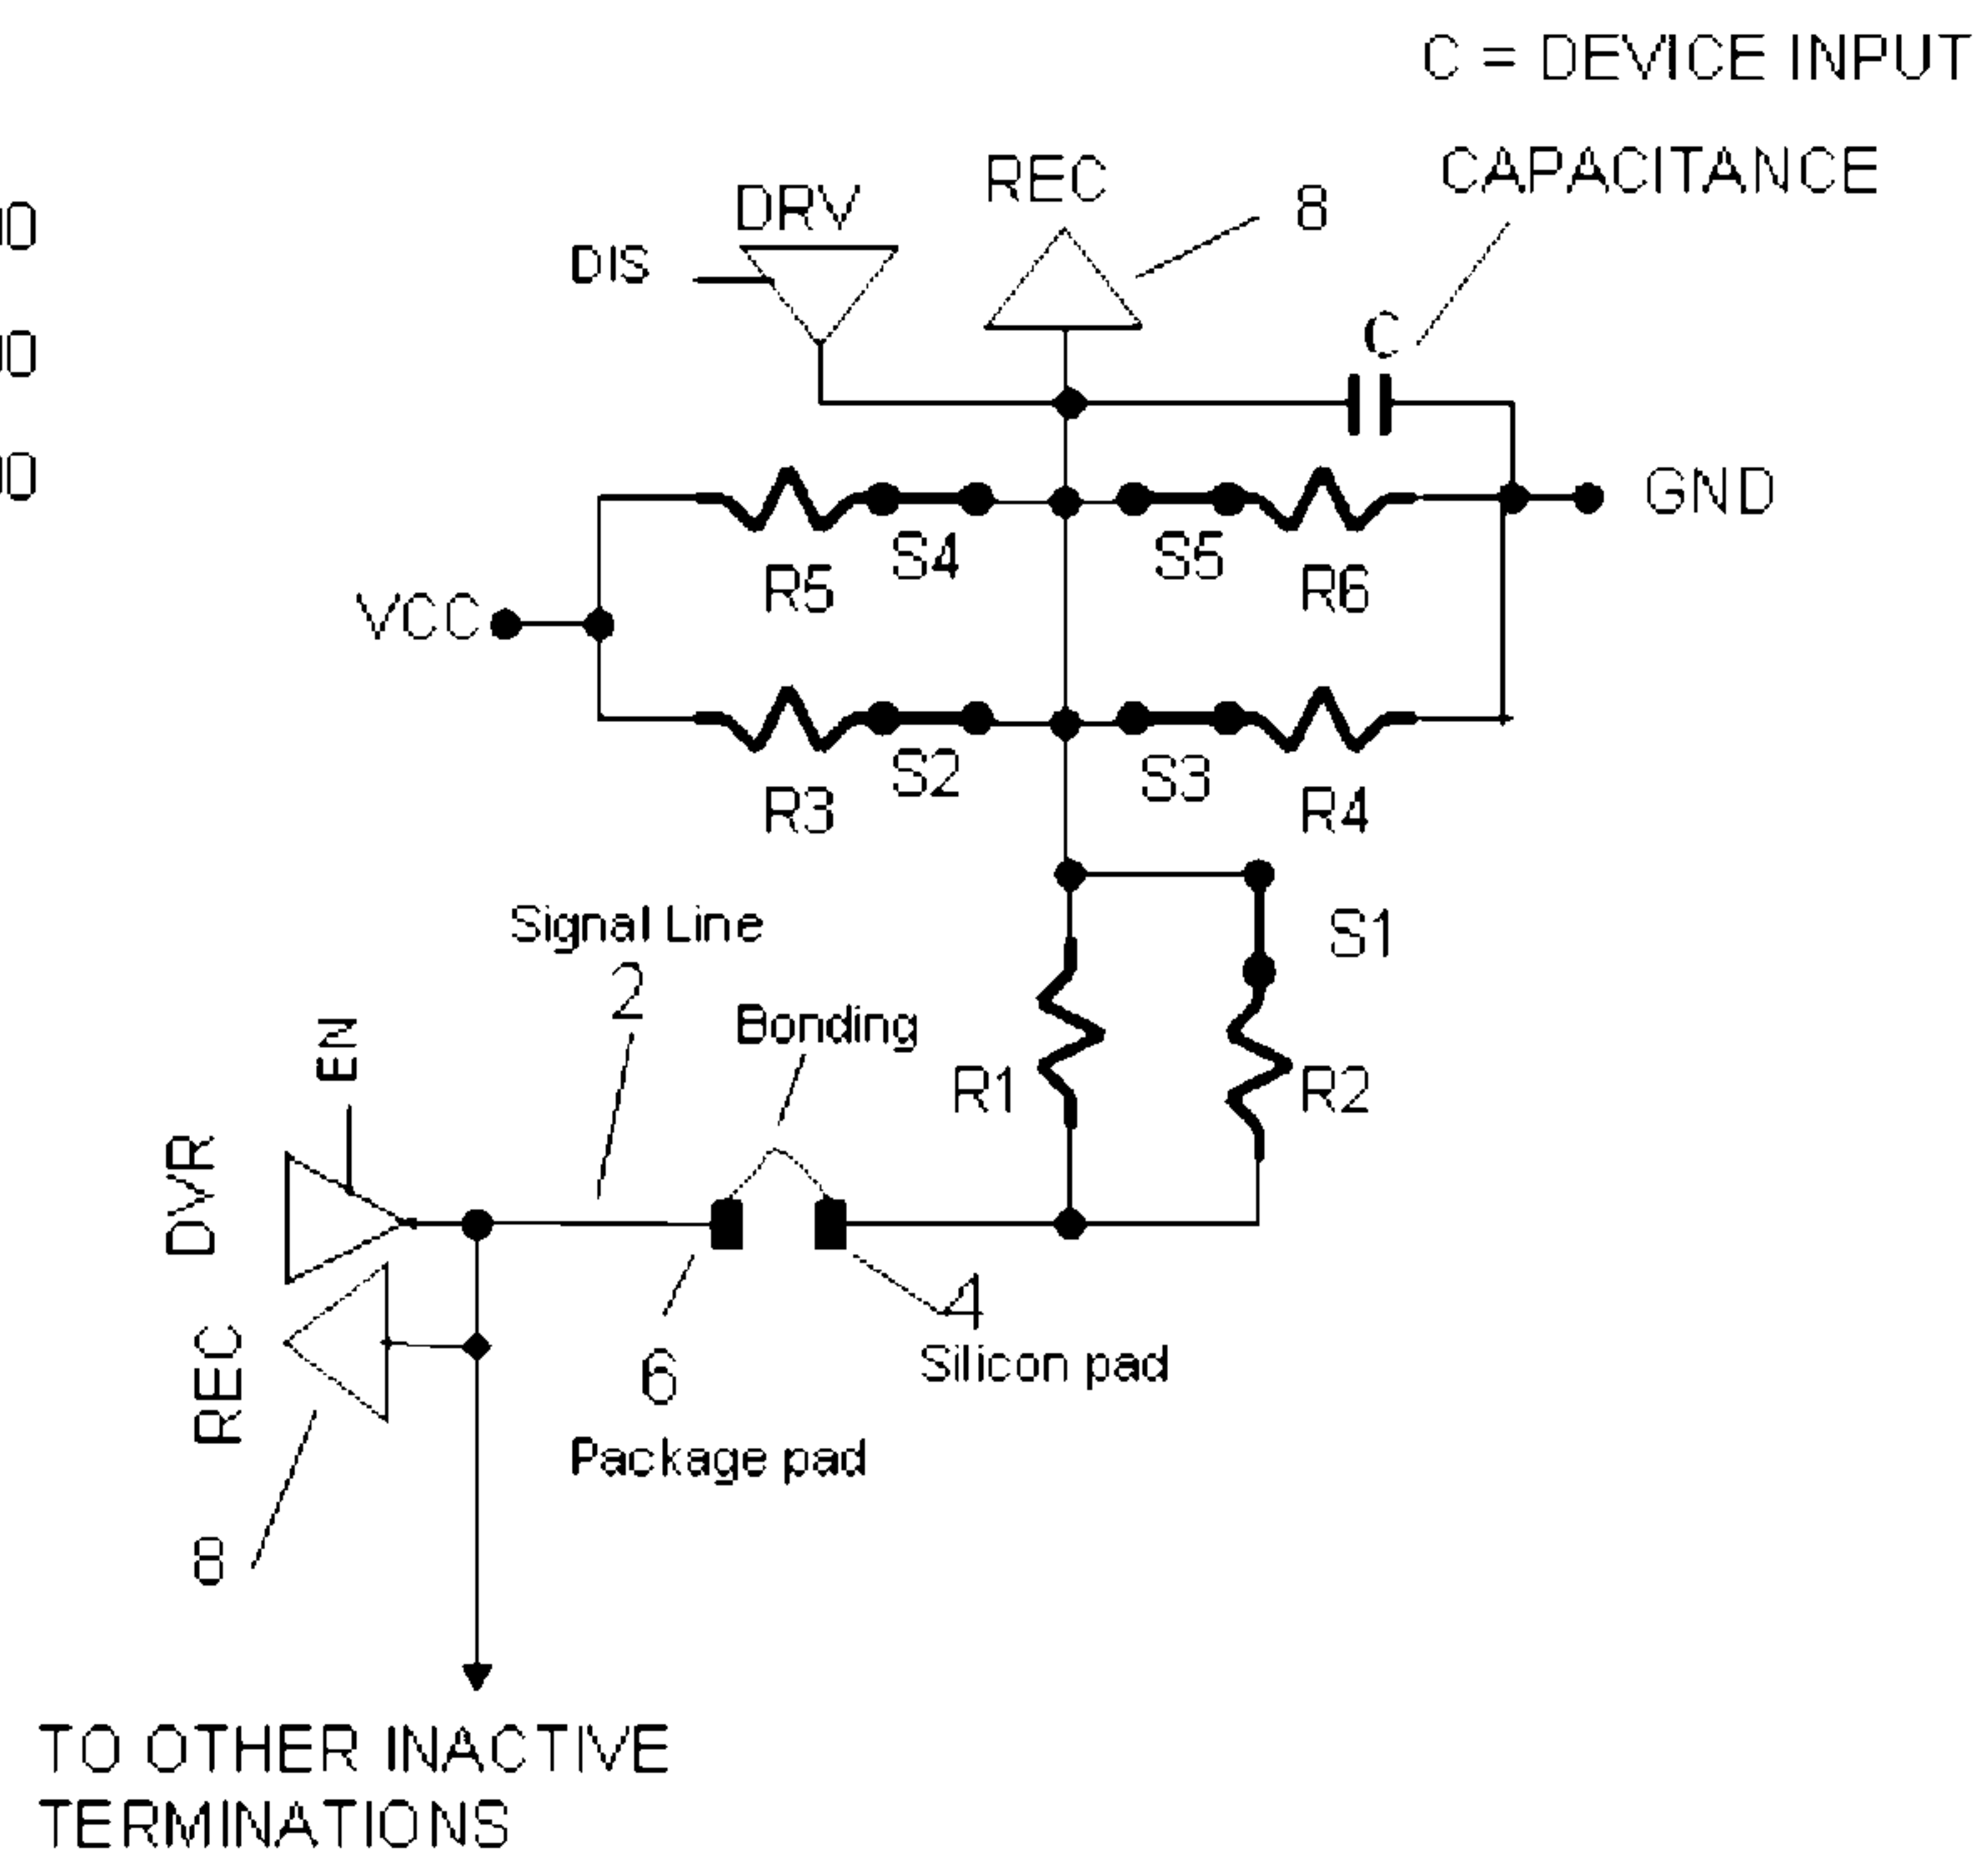 C = DEVICE INPUT
CAPACITANCE
DRV
REC
8
DIS
C
GND
S4
S5
R5
R6
VCC
S2
S3
R3
R4
Signal Line
2
S1
Bonding
EN
R1
R2
DVR
4
Silicon pad
REC
6
Package pad
8
TO OTHER INACTIVE
TERMINATIONS